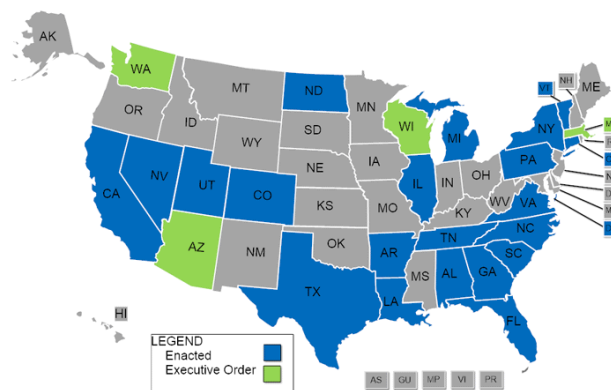 AK
WA
MT
ND
MN
VT
NH
ME
OR
ID
WY
SD
WI
MI
NY
NE
IA
PA
NV
UT
CO
IL
IN
OH
CA
KS
MO
KY
WV
VA
NC
TN
SC
AZ
NM
OK
AR
MS
AL
GA
TX
LA
FL
HI
LEGEND
Enacted
Executive Order
AS GU MP VI PR